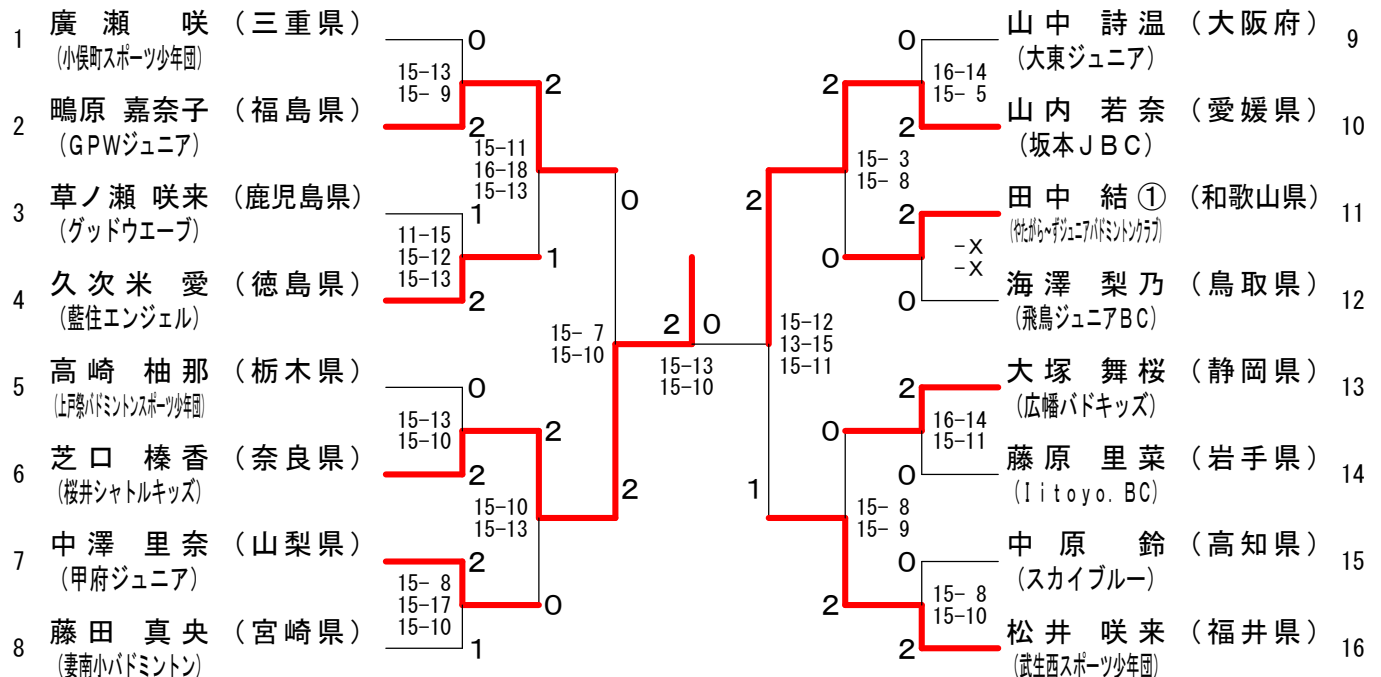 1 廣瀬 咲 (三重県)
(小俣町スポーツ少年団)
0
15-13
15- 9
2
2 鴫原 嘉奈子 (福島県)
(GPWジュニア)
2
15-11
16-18
15-13
0
3 草ノ瀬 咲来 (鹿児島県)
(グッドウエーブ)
1
11-15
15-12
15-13
1
4 久次米 愛 (徳島県)
(藍住エンジェル)
2
15- 7
15-10
2
5 高崎 柚那 (栃木県)
(上戸祭バドミントンスポーツ少年団)
0
15-13
15-10
2
6 芝口 榛香 (奈良県)
(桜井シャトルキッズ)
2
15-10
15-13
2
7 中澤 里奈 (山梨県)
(甲府ジュニア)
2
15- 8
15-17
15-10
0
8 藤田 真央 (宮崎県)
(妻南小バドミントン)
1
0
15-13
15-10
山中 詩温 (大阪府) 9
(大東ジュニア)
0
16-14
15- 5
2
山内 若奈 (愛媛県) 10
(坂本JBC)
2
15- 3
15- 8
2
田中 結① (和歌山県) 11
(やたがら~ずジュニアバドミントンクラブ)
2
-X
-X
0
海澤 梨乃 (鳥取県) 12
(飛鳥ジュニアBC)
0
15-12
13-15
15-11
大塚 舞桜 (静岡県) 13
(広幡バドキッズ)
2
16-14
15-11
0
藤原 里菜 (岩手県) 14
(Iitoyo. BC)
0
15- 8
15- 9
1
中原 鈴 (高知県) 15
(スカイブルー)
0
15- 8
15-10
2
松井 咲来 (福井県) 16
(武生西スポーツ少年団)
2